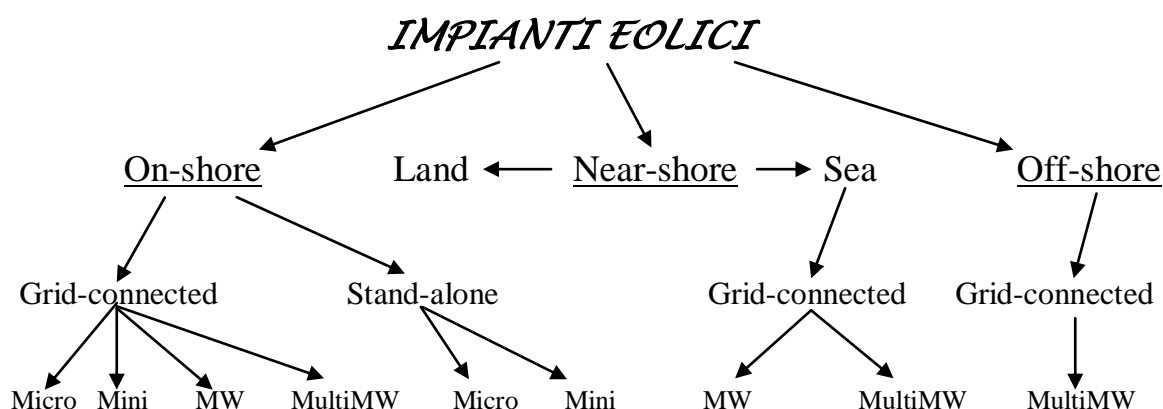 IMPIANTI EOLICI
On-shore Land Near-shore Sea Off-shore
Grid-connected Stand-alone Grid-connected Grid-connected
Micro Mini MW MultiMW Micro Mini MW MultiMW MultiMW